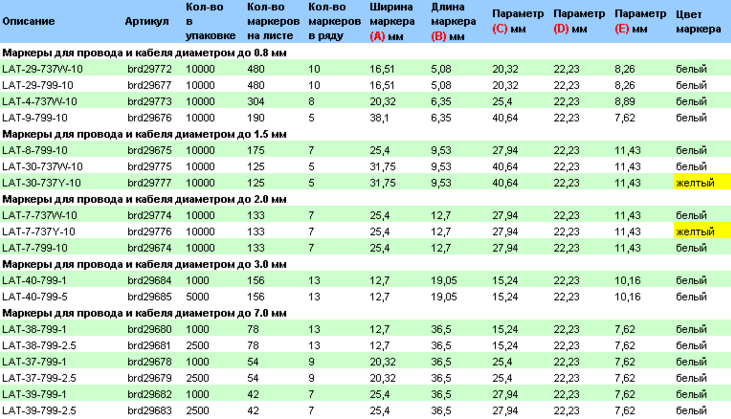 Описание Артикул Кол-во в упаковке Кол-во маркеров на листе Кол-во маркеров в ряду Ширина маркера (A) мм Длина маркера (B) мм Параметр (C) мм Параметр (D) мм Параметр (E) мм Цвет маркера
Маркеры для провода и кабеля диаметром до 0.8 мм
LAT-29-737W-10 brd29772 10000 480 10 16,51 5,08 20,32 22,23 8,26 белый
LAT-29-799-10 brd29677 10000 480 10 16,51 5,08 20,32 22,23 8,26 белый
LAT-4-737W-10 brd29773 10000 304 8 20,32 6,35 25,4 22,23 8,89 белый
LAT-9-799-10 brd29676 10000 190 5 38,1 6,35 40,64 22,23 7,62 белый
Маркеры для провода и кабеля диаметром до 1.5 мм
LAT-8-799-10 brd29675 10000 175 7 25,4 9,53 27,94 22,23 11,43 белый
LAT-30-737W-10 brd29775 10000 125 5 31,75 9,53 40,64 22,23 11,43 белый
LAT-30-737Y-10 brd29777 10000 125 5 31,75 9,53 40,64 22,23 11,43 желтый
Маркеры для провода и кабеля диаметром до 2.0 мм
LAT-7-737W-10 brd29774 10000 133 7 25,4 12,7 27,94 22,23 11,43 белый
LAT-7-737Y-10 brd29776 10000 133 7 25,4 12,7 27,94 22,23 11,43 желтый
LAT-7-799-10 brd29674 10000 133 7 25,4 12,7 27,94 22,23 11,43 белый
Маркеры для провода и кабеля диаметром до 3.0 мм
LAT-40-799-1 brd29684 1000 156 13 12,7 19,05 15,24 22,23 10,16 белый
LAT-40-799-5 brd29685 5000 156 13 12,7 19,05 15,24 22,23 10,16 белый
Маркеры для провода и кабеля диаметром до 7.0 мм
LAT-38-799-1 brd29680 1000 78 13 12,7 36,5 15,24 22,23 7,62 белый
LAT-38-799-2.5 brd29681 2500 78 13 12,7 36,5 15,24 22,23 7,62 белый
LAT-37-799-1 brd29678 1000 54 9 20,32 36,5 25,4 22,23 7,62 белый
LAT-37-799-2.5 brd29679 2500 54 9 20,32 36,5 25,4 22,23 7,62 белый
LAT-39-799-1 brd29682 1000 42 7 25,4 36,5 27,94 22,23 7,62 белый
LAT-39-799-2.5 brd29683 2500 42 7 25,4 36,5 27,94 22,23 7,62 белый